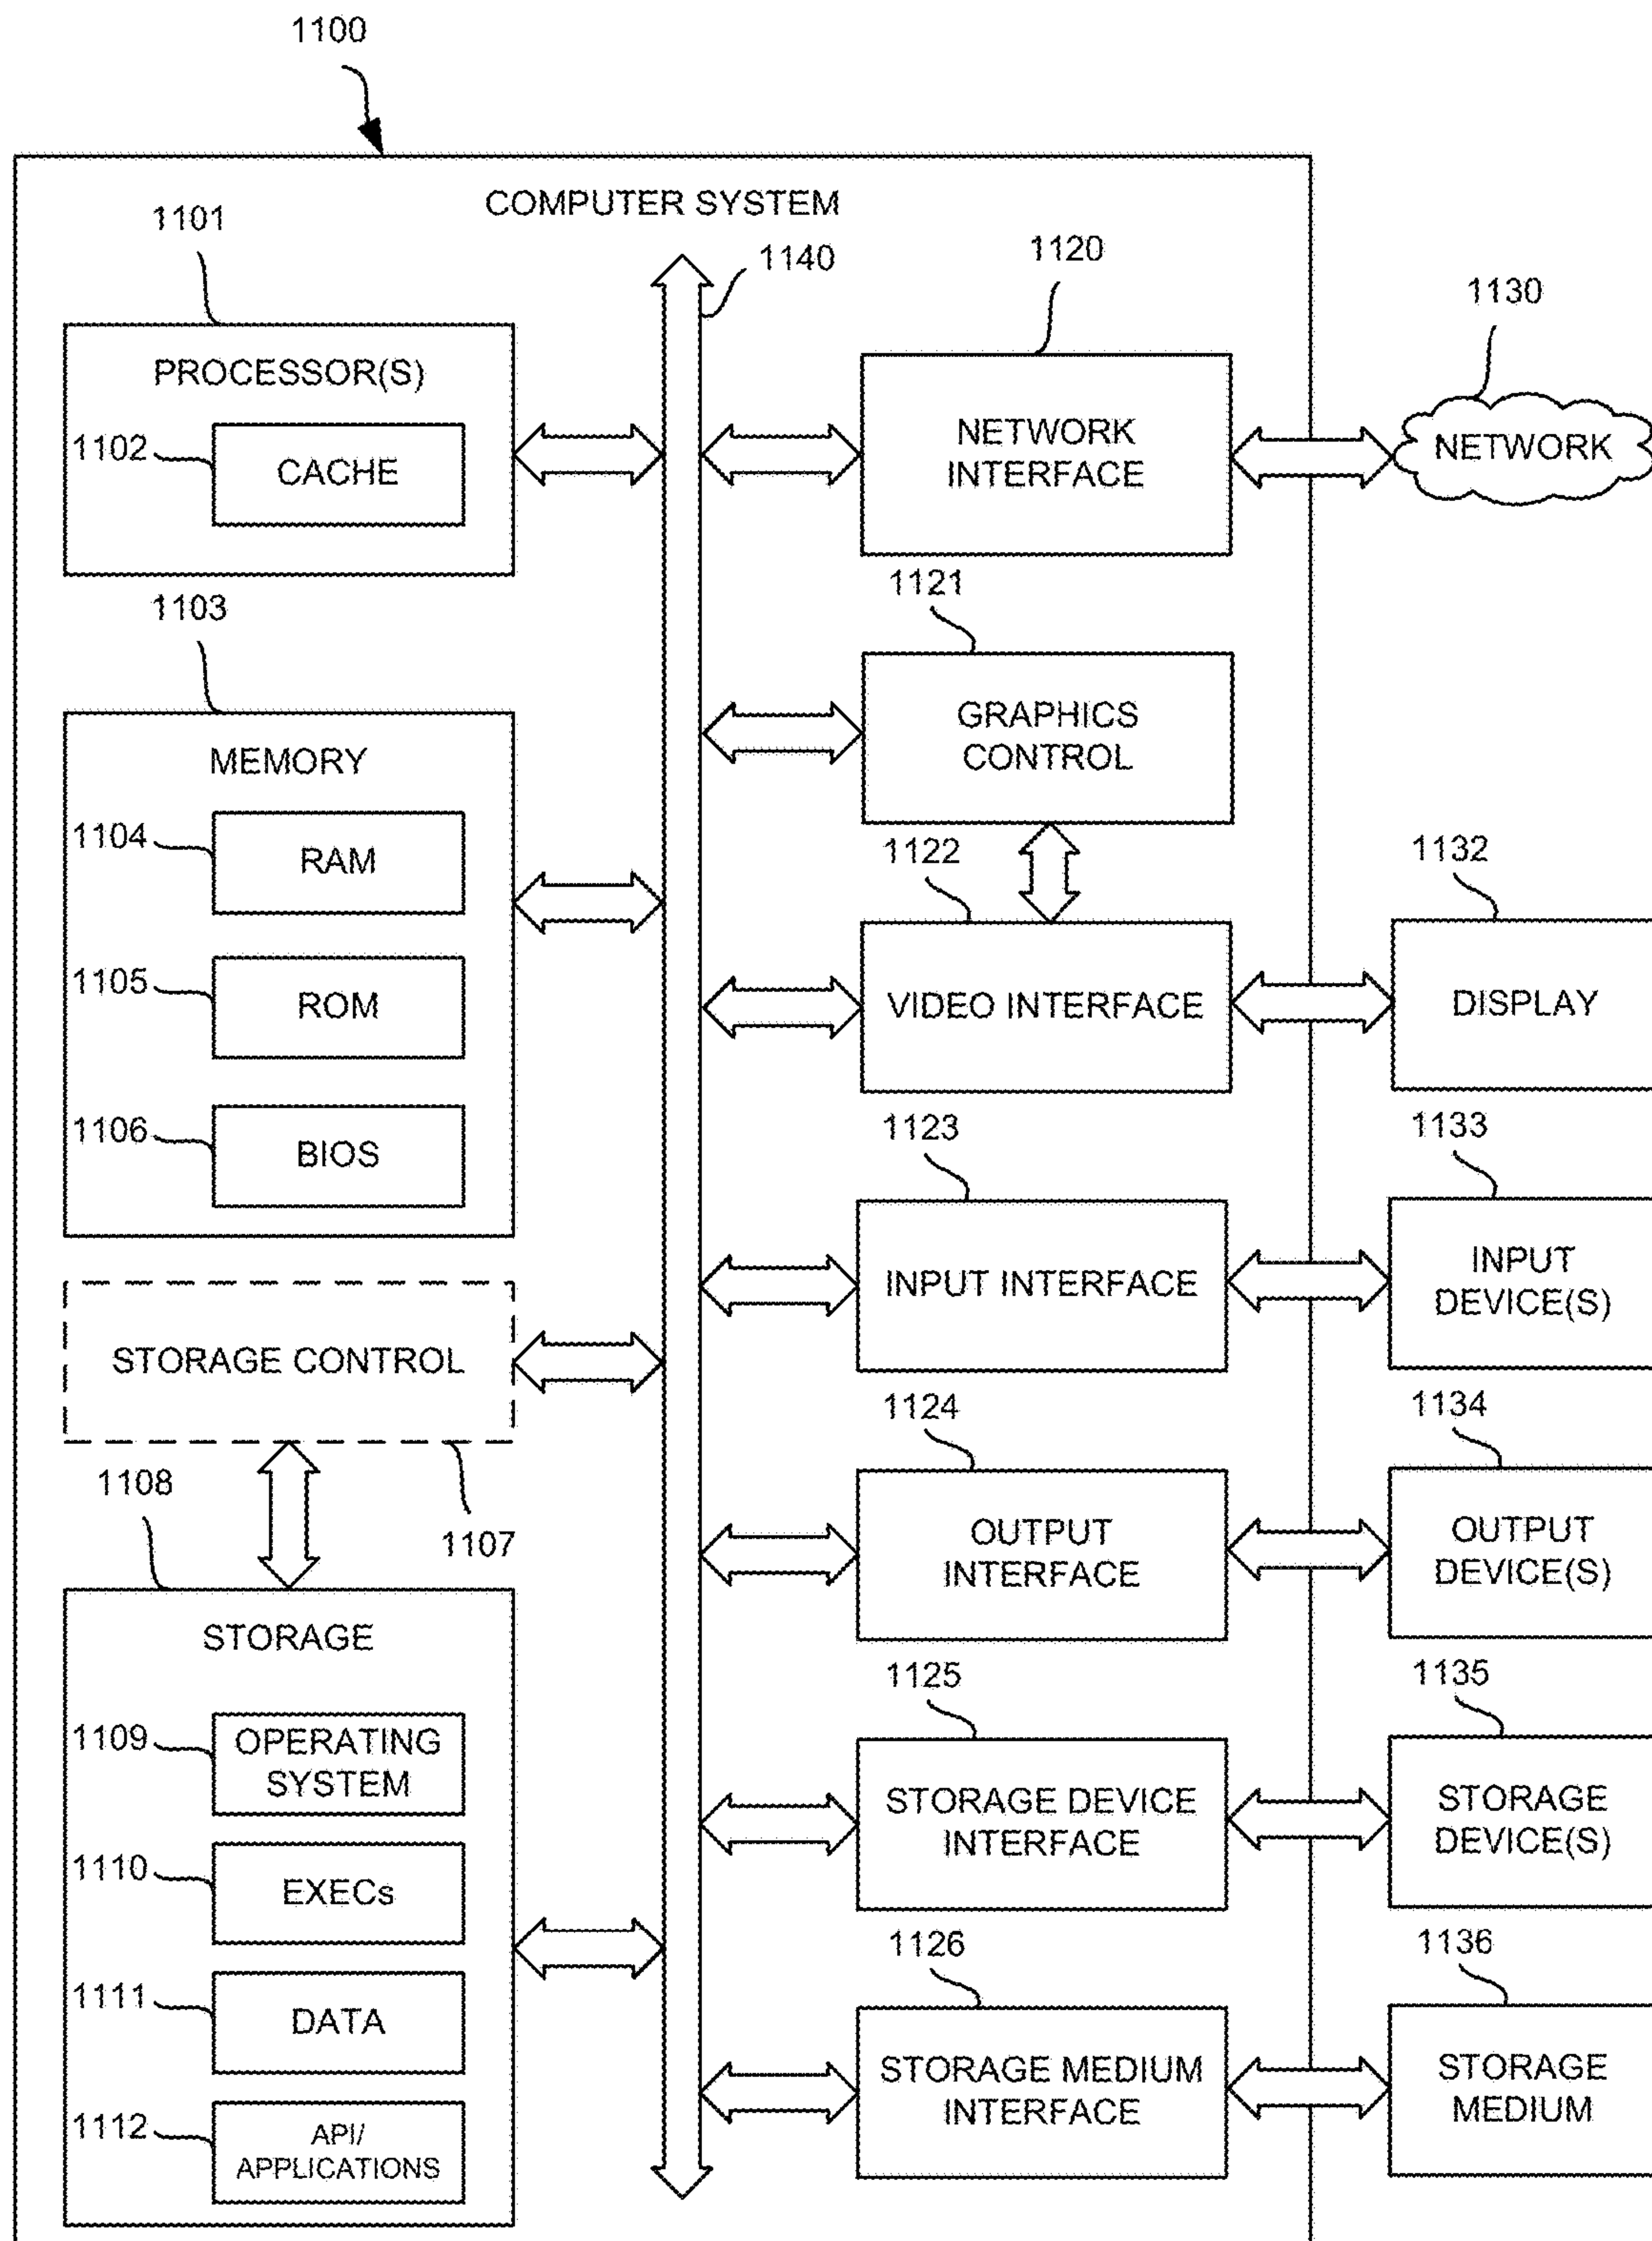 1100
COMPUTER SYSTEM
1101
1140
1120
1130
PROCESSOR(S)
1102
CACHE
NETWORK
INTERFACE
NETWORK
1103
1121
MEMORY
GRAPHICS
CONTROL
1104
RAM
1122
1132
1105
ROM
VIDEO INTERFACE
DISPLAY
1106
BIOS
1123
1133
INPUT INTERFACE
INPUT
DEVICE(S)
STORAGE CONTROL
1107
1124
1134
1108
OUTPUT
INTERFACE
OUTPUT
DEVICE(S)
STORAGE
1125
1135
1109
OPERATING
SYSTEM
STORAGE DEVICE
INTERFACE
STORAGE
DEVICE(S)
1110
EXECs
1126
1136
1111
DATA
STORAGE MEDIUM
INTERFACE
STORAGE
MEDIUM
1112
API/
APPLICATIONS